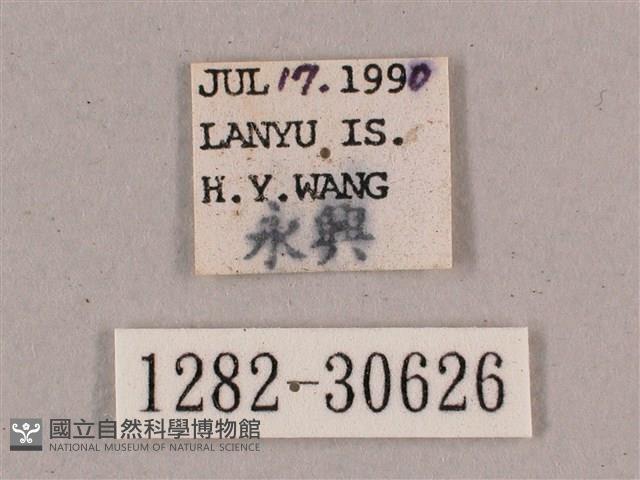 JUL 17. 1990
LANYU IS.
H.Y.WANG
永興
1282-30626
國立自然科學博物館
NATIONAL MUSEUM OF NATURAL SCIENCE